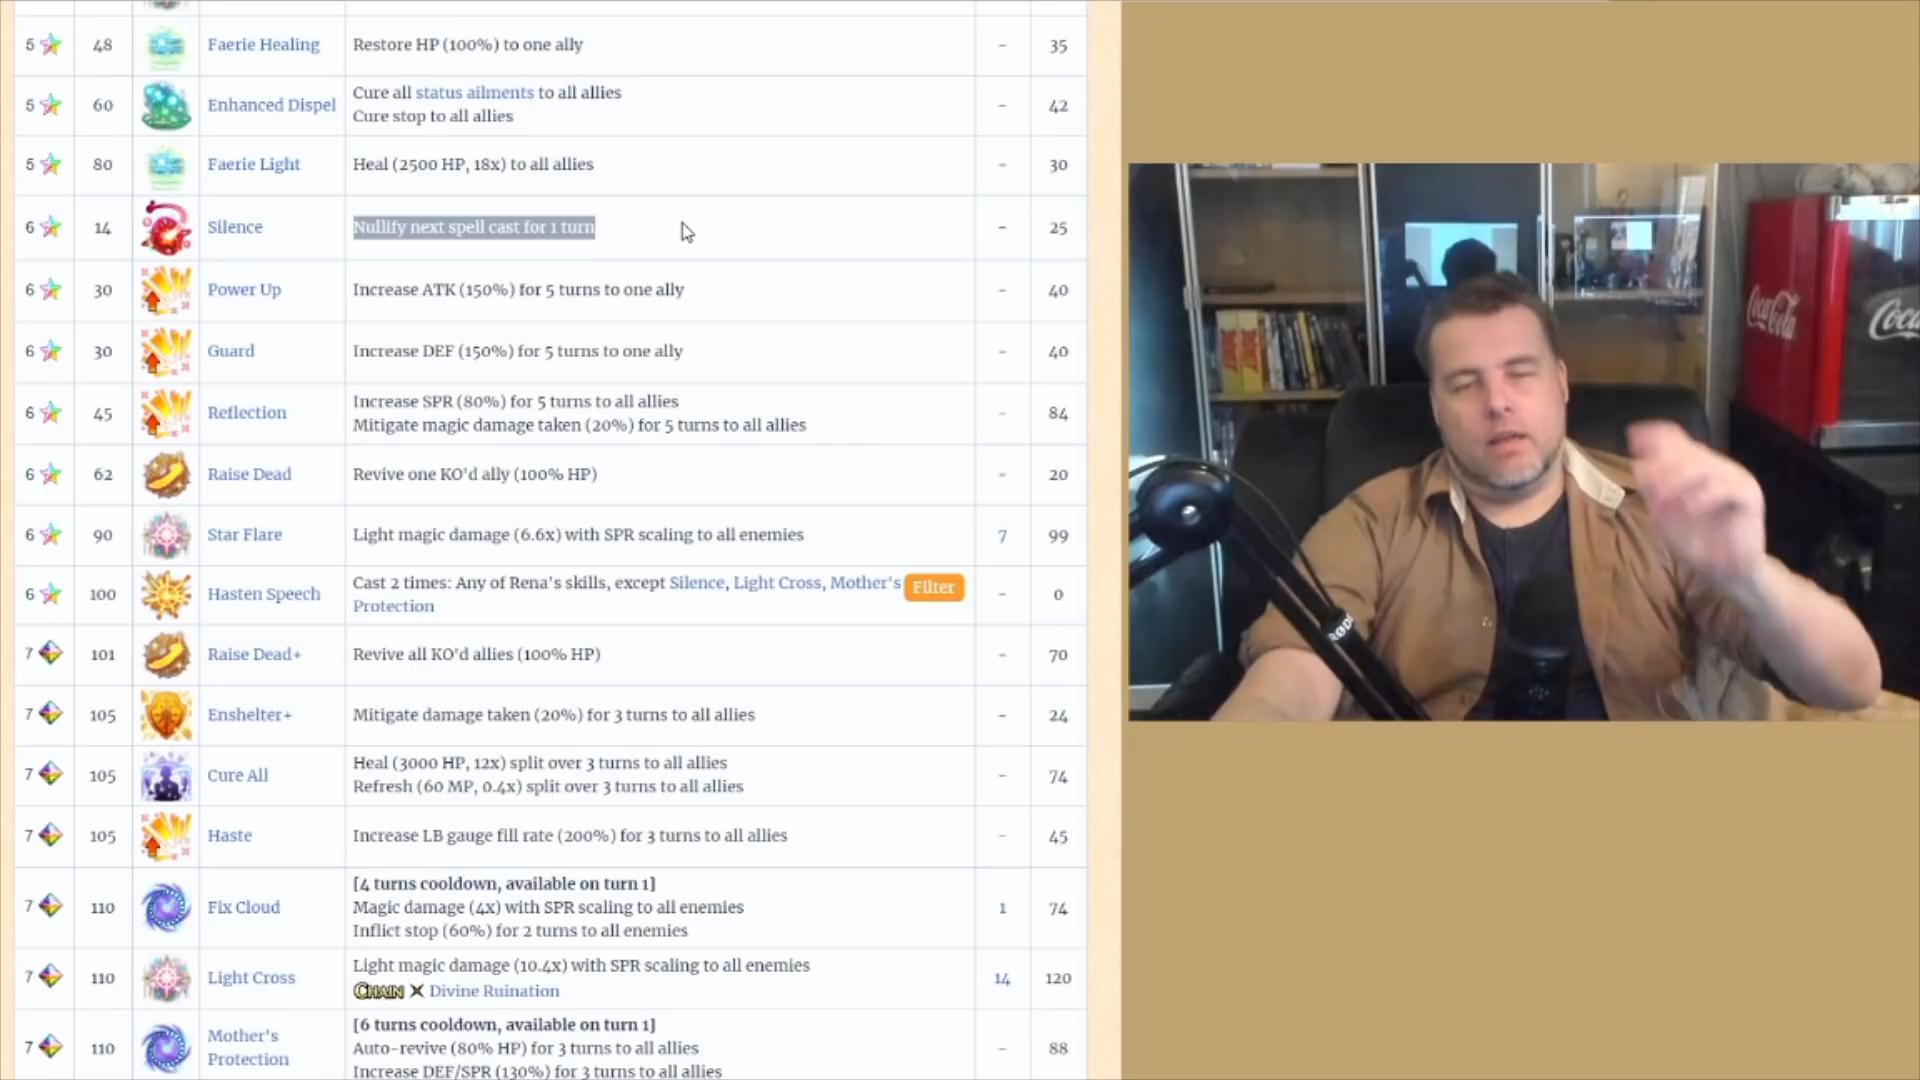 5 48 Faerie Healing Restore HP (100%) to one ally - 35
5 60 Enhanced Dispel Cure all status ailments to all allies - 42
Cure stop to all allies
5 80 Faerie Light Heal (2500 HP, 18x) to all allies - 30
6 14 Silence Nullify next spell cast for 1 turn - 25
6 30 Power Up Increase ATK (150%) for 5 turns to one ally - 40
6 30 Guard Increase DEF (150%) for 5 turns to one ally - 40
6 45 Reflection Increase SPR (80%) for 5 turns to all allies - 84
Mitigate magic damage taken (20%) for 5 turns to all allies
6 62 Raise Dead Revive one KO'd ally (100% HP) - 20
6 90 Star Flare Light magic damage (6.6x) with SPR scaling to all enemies 7 99
6 100 Hasten Speech Cast 2 times: Any of Rena's skills, except Silence, Light Cross, Mother's Filter - 0
Protection
7 101 Raise Dead+ Revive all KO'd allies (100% HP) - 70
7 105 Enshelter+ Mitigate damage taken (20%) for 3 turns to all allies - 24
7 105 Cure All Heal (3000 HP, 12x) split over 3 turns to all allies - 74
Refresh (60 MP, 0.4x) split over 3 turns to all allies
7 105 Haste Increase LB gauge fill rate (200%) for 3 turns to all allies - 45
[4 turns cooldown, available on turn 1]
7 110 Fix Cloud Magic damage (4x) with SPR scaling to all enemies 1 74
Inflict stop (60%) for 2 turns to all enemies
7 110 Light Cross Light magic damage (10.4x) with SPR scaling to all enemies 14 120
CHAIN Divine Ruination
[6 turns cooldown, available on turn 1]
7 110 Mother's Protection Auto-revive (80% HP) for 3 turns to all allies - 88
Increase DEF/SPR (130%) for 3 turns to all allies
Coca-Cola
Coca
RØDE